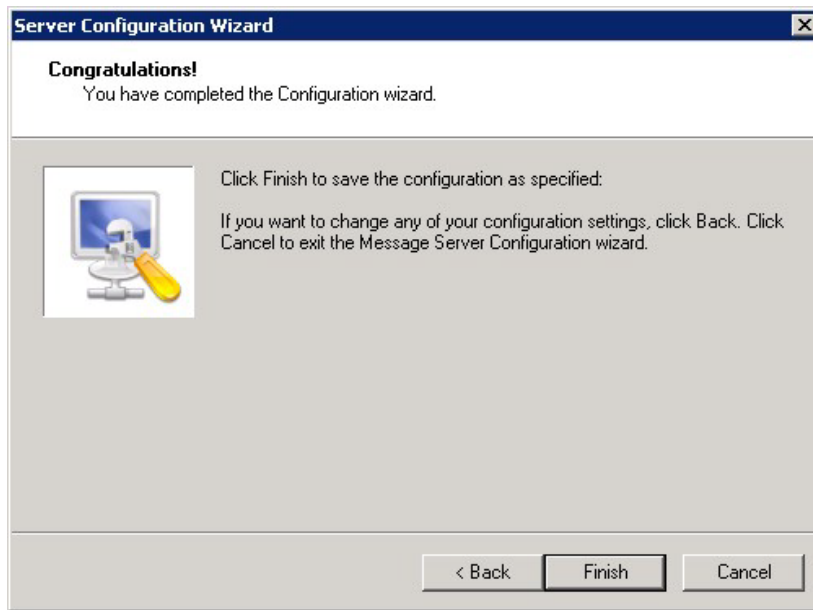 Server Configuration Wizard
Congratulations!
You have completed the Configuration wizard.
Click Finish to save the configuration as specified:
If you want to change any of your configuration settings, click Back. Click
Cancel to exit the Message Server Configuration wizard.
< Back
Finish
Cancel